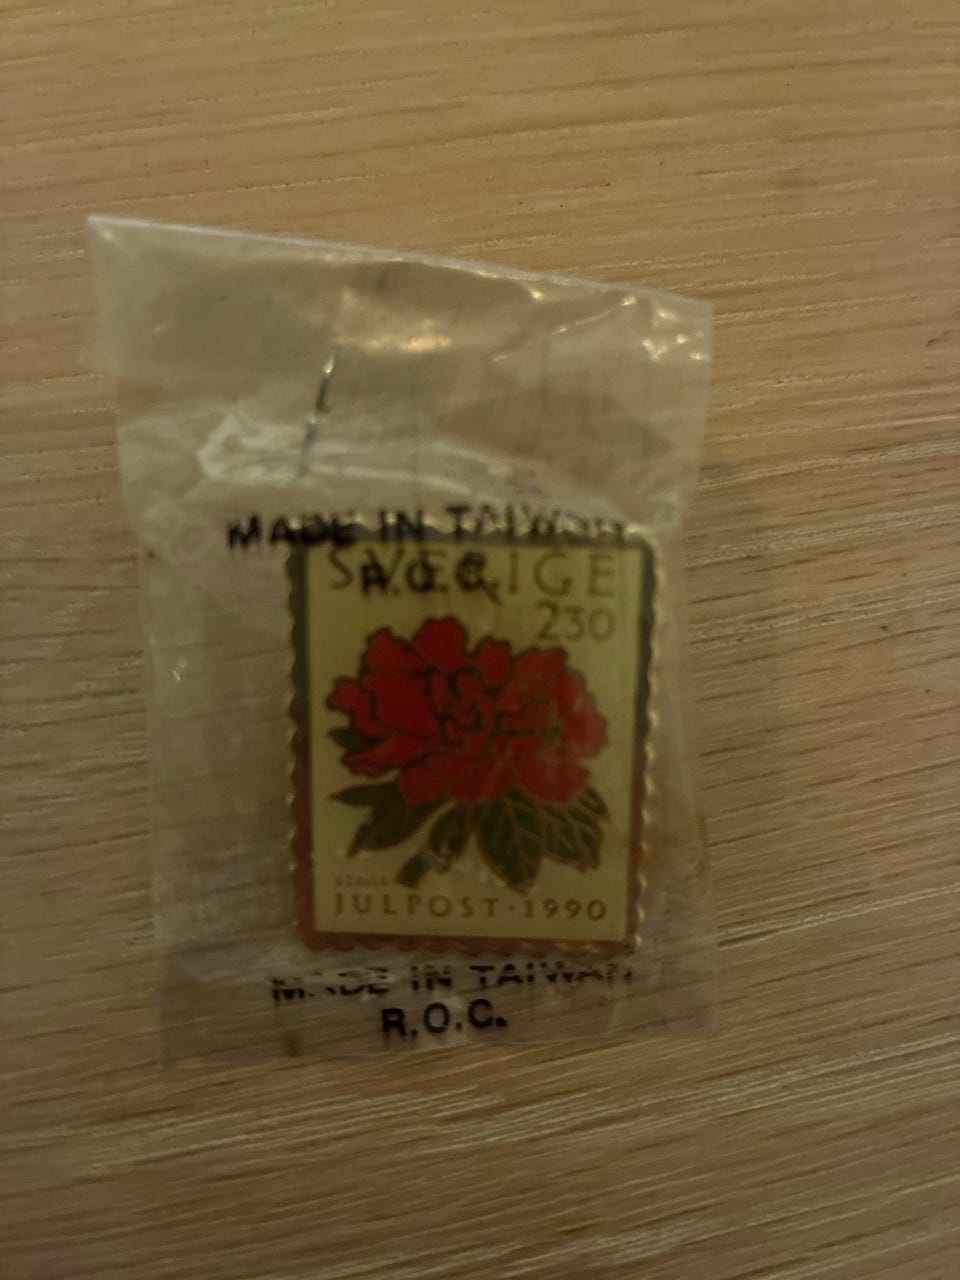 MADE IN TAIWAN
R.O.C.
SVERIGE
230
JULPOST·1990
MADE IN TAIWAN
R.O.C.